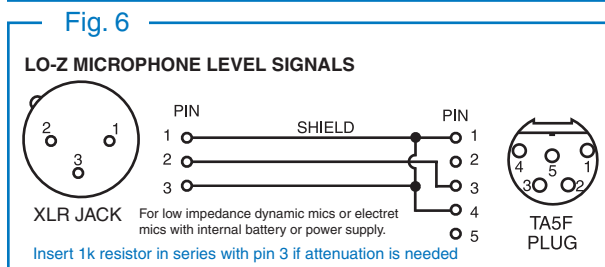 Fig. 6
LO-Z MICROPHONE LEVEL SIGNALS
2 1
3
XLR JACK
PIN PIN
1 SHIELD 1
2 2
3 3
4
5
4 5 1
3 2
TA5F
PLUG
For low impedance dynamic mics or electret
mics with internal battery or power supply.
Insert 1k resistor in series with pin 3 if attenuation is needed